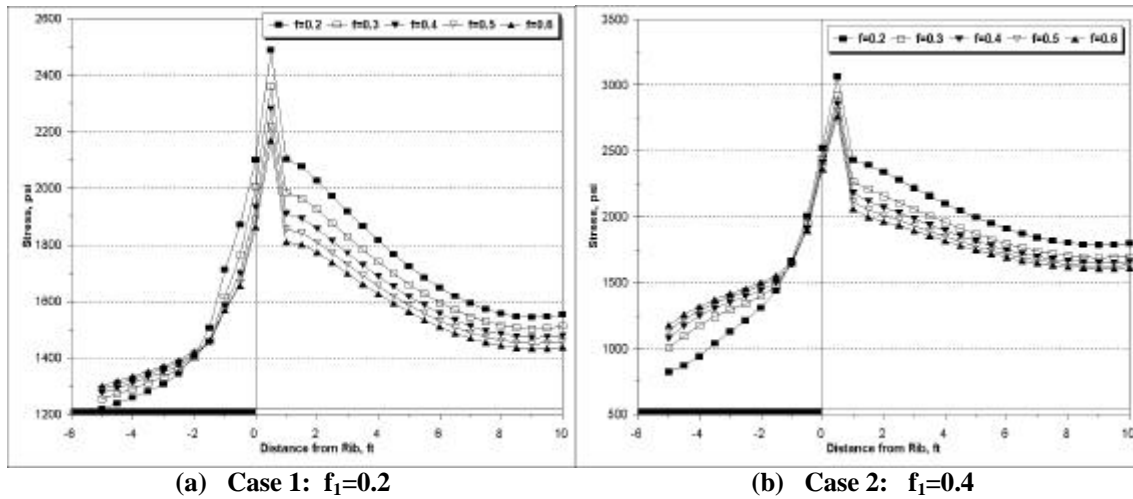 2600
2400
2200
2000
1800
1600
1400
1200
Stress, psi
f=0.2 f=0.3 f=0.4 f=0.5 f=0.6
-6 -4 -2 0 2 4 6 8 10
Distance from Rib, ft
(a) Case 1: f₁=0.2
3500
3000
2500
2000
1500
1000
500
Stress, psi
f=0.2 f=0.3 f=0.4 f=0.5 f=0.6
-6 -4 -2 0 2 4 6 8 10
Distance from Rib, ft
(b) Case 2: f₁=0.4